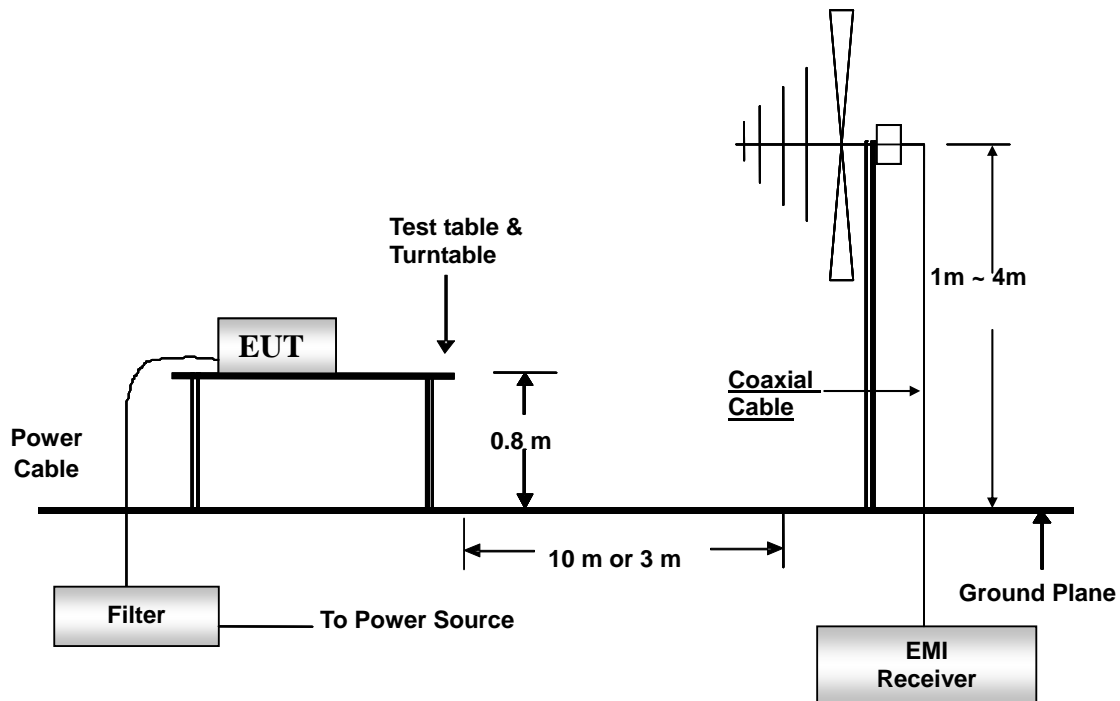 Test table &
Turntable
EUT
1m ~ 4m
Coaxial
Cable
0.8 m
Power
Cable
10 m or 3 m
Ground Plane
Filter
To Power Source
EMI
Receiver